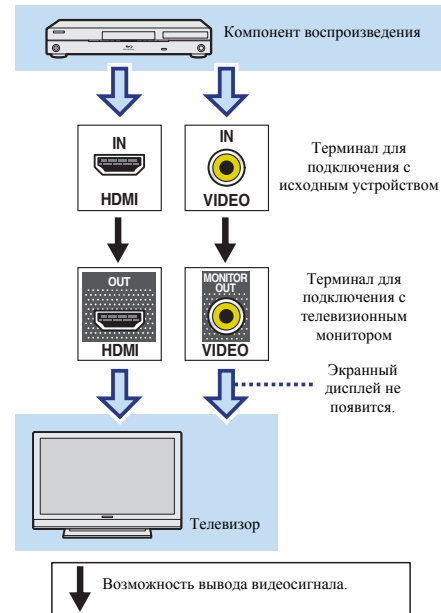 Компонент воспроизведения
IN
HDMI
IN
VIDEO
Терминал для
подключения с
исходным устройством
OUT
HDMI
MONITOR
OUT
VIDEO
Терминал для
подключения с
телевизионным
монитором
Экранный
дисплей не
появится.
Телевизор
Возможность вывода видеосигнала.